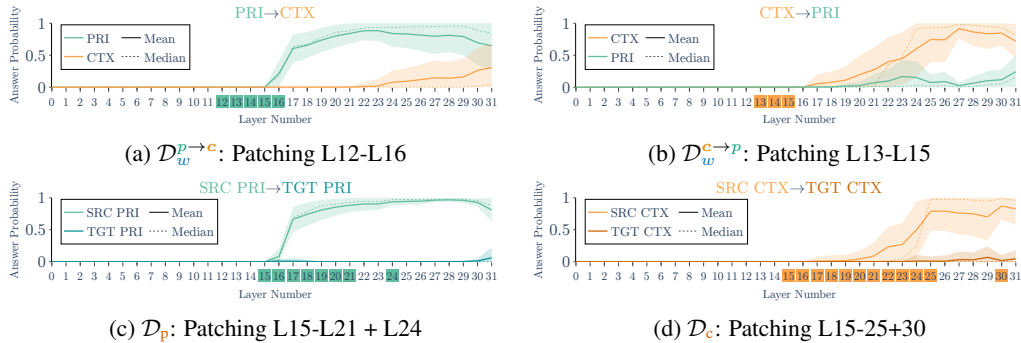 PRI→CTX
Answer Probability
1
0.5
0
PRI Mean
CTX Median
0 1 2 3 4 5 6 7 8 9 10 11 12 13 14 15 16 17 18 19 20 21 22 23 24 25 26 27 28 29 30 31
Layer Number
(a) 𝒟_w^{p→c}: Patching L12-L16
CTX→PRI
Answer Probability
1
0.5
0
CTX Mean
PRI Median
0 1 2 3 4 5 6 7 8 9 10 11 12 13 14 15 16 17 18 19 20 21 22 23 24 25 26 27 28 29 30 31
Layer Number
(b) 𝒟_w^{c→p}: Patching L13-L15
SRC PRI→TGT PRI
Answer Probability
1
0.5
0
SRC PRI Mean
TGT PRI Median
0 1 2 3 4 5 6 7 8 9 10 11 12 13 14 15 16 17 18 19 20 21 22 23 24 25 26 27 28 29 30 31
Layer Number
(c) 𝒟_p: Patching L15-L21 + L24
SRC CTX→TGT CTX
Answer Probability
1
0.5
0
SRC CTX Mean
TGT CTX Median
0 1 2 3 4 5 6 7 8 9 10 11 12 13 14 15 16 17 18 19 20 21 22 23 24 25 26 27 28 29 30 31
Layer Number
(d) 𝒟_c: Patching L15-25+30